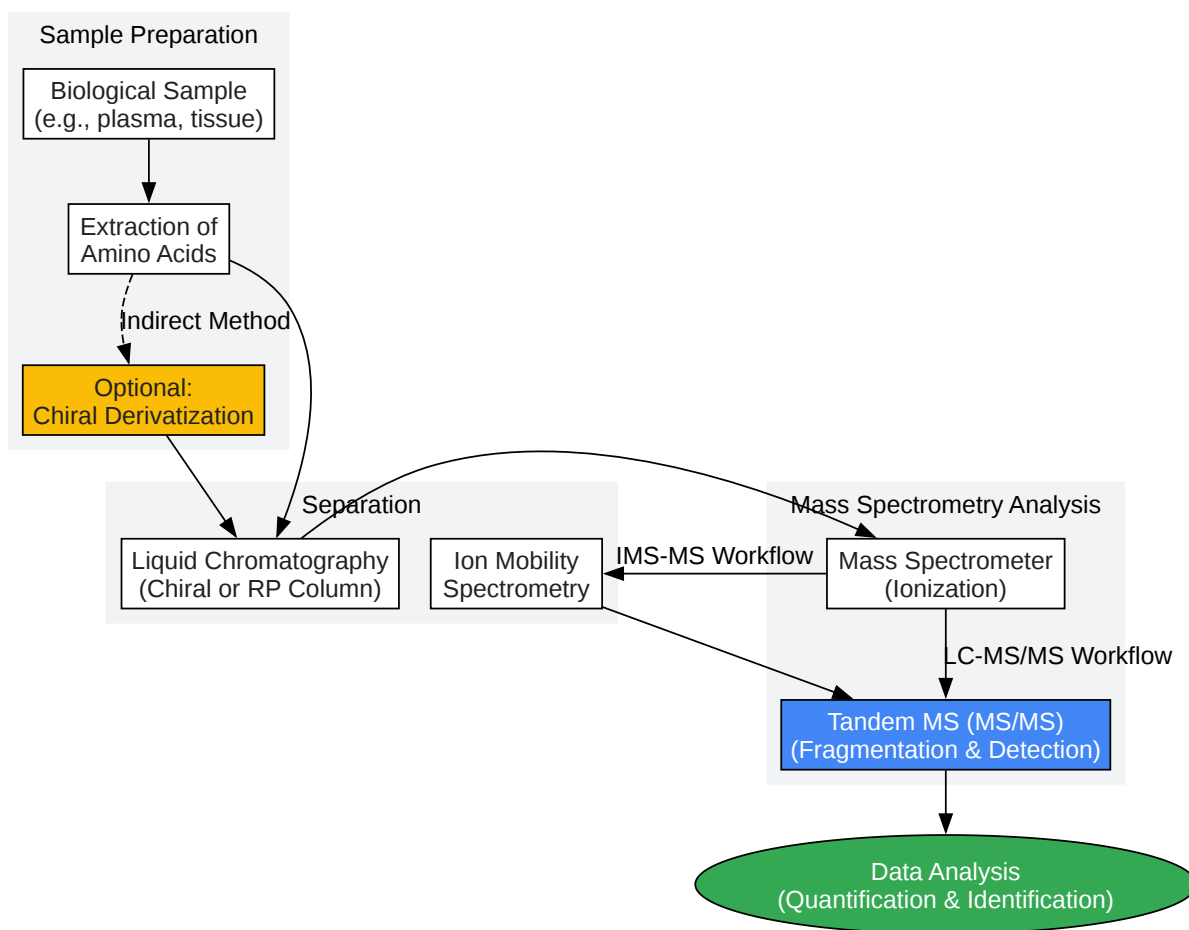 Sample Preparation
Biological Sample
(e.g., plasma, tissue)
Extraction of
Amino Acids
Indirect Method
Optional:
Chiral Derivatization
Separation
Liquid Chromatography
(Chiral or RP Column)
Ion Mobility
Spectrometry
IMS-MS Workflow
Mass Spectrometry Analysis
Mass Spectrometer
(Ionization)
LC-MS/MS Workflow
Tandem MS (MS/MS)
(Fragmentation & Detection)
Data Analysis
(Quantification & Identification)